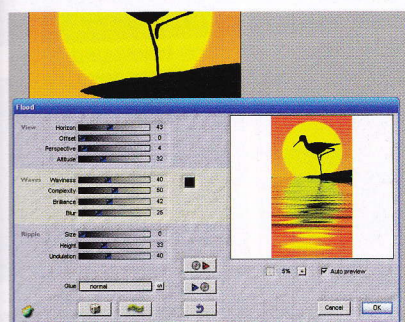 Flood
View Horizon 43
Offset 0
Perspective 4
Altitude 32
Waves Waviness 40
Complexity 50
Brilliance 42
Blur 25
Ripple Size 0
Height 33
Undulation 40
Glue normal
- 5% + Auto preview
Cancel OK